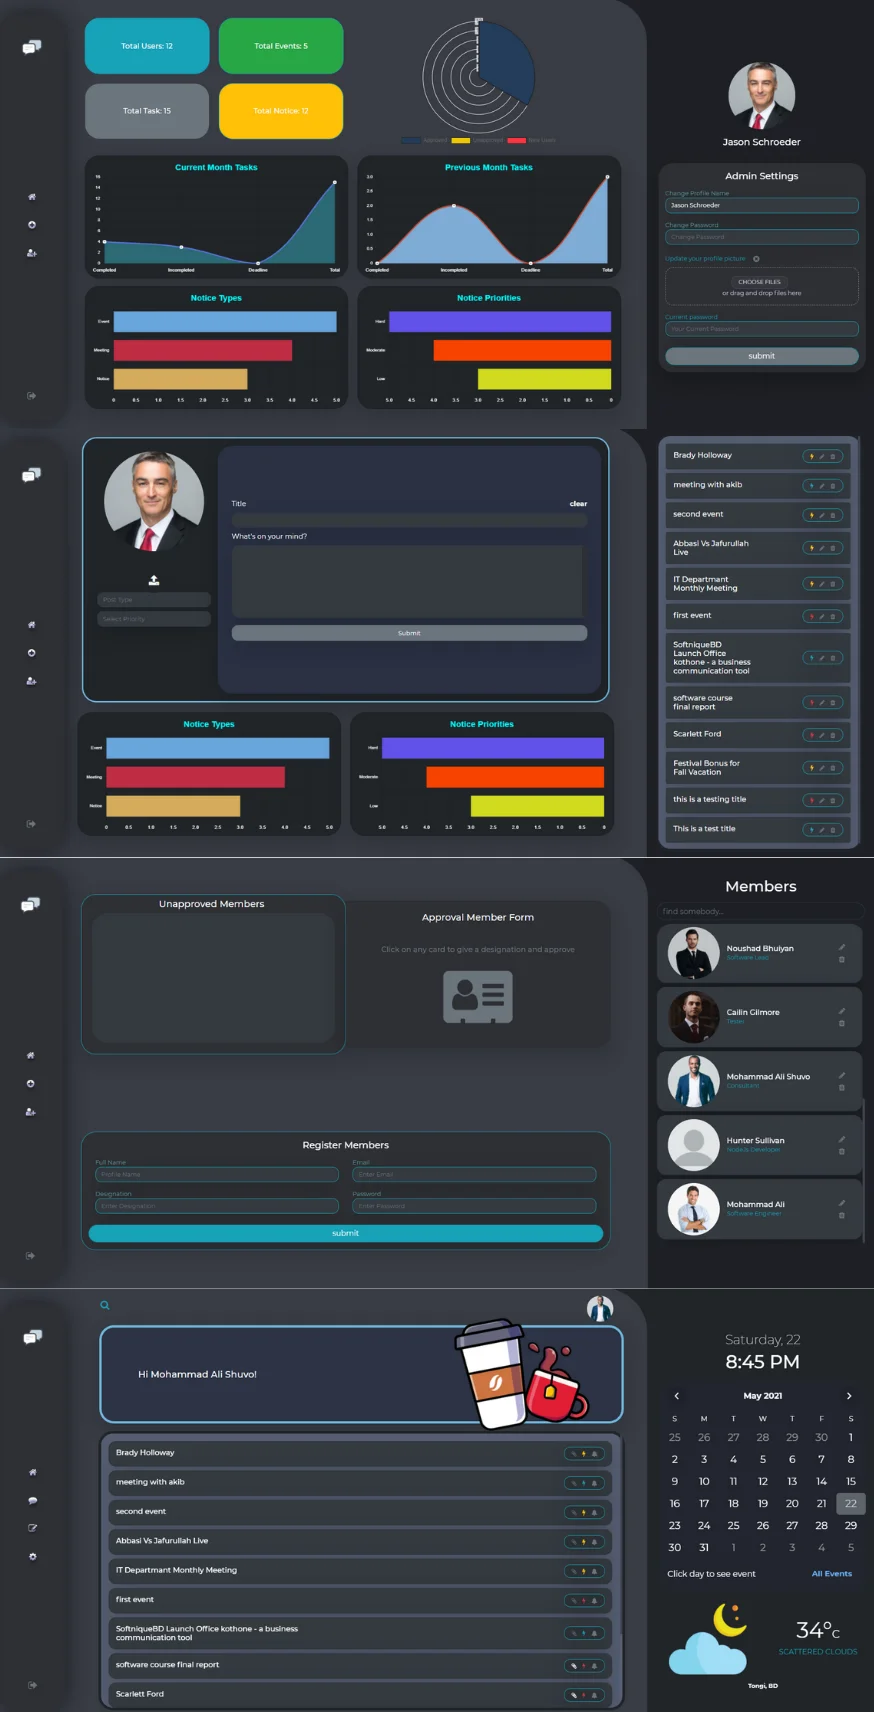 Total Users: 12
Total Events: 5
Total Task: 15
Total Notice: 12
Jason Schroeder
Current Month Tasks
16
14
12
10
8
6
4
2
0
Completed
Incompleted
Deadline
Total
Previous Month Tasks
3.0
2.5
2.0
1.5
1.0
0.5
0
Completed
Incompleted
Deadline
Total
Admin Settings
Change Profile Name
Jason Schroeder
Change Password
Change Password
Update your profile picture
CHOOSE FILES
or drag and drop files here
Current password
Your Current Password
submit
Notice Types
Event
Meeting
Notice
0 0.5 1.0 1.5 2.0 2.5 3.0 3.5 4.0 4.5 5.0
Notice Priorities
Hard
Moderate
Low
5.0 4.5 4.0 3.5 3.0 2.5 2.0 1.5 1.0 0.5 0
Title
clear
What's on your mind?
Post Type
Select Priority
Submit
Notice Types
Event
Meeting
Notice
0 0.5 1.0 1.5 2.0 2.5 3.0 3.5 4.0 4.5 5.0
Notice Priorities
Hard
Moderate
Low
5.0 4.5 4.0 3.5 3.0 2.5 2.0 1.5 1.0 0.5 0
Brady Holloway
meeting with akib
second event
Abbasi Vs Jafurullah
Live
IT Departmant
Monthly Meeting
first event
SoftniqueBD
Launch Office
kothone - a business
communication tool
software course
final report
Scarlett Ford
Festival Bonus for
Fall Vacation
this is a testing title
This is a test title
Unapproved Members
Approval Member Form
Click on any card to give a designation and approve
Register Members
Full Name
Profile Name
Email
Enter Email
Designation
Enter Designation
Password
Enter Password
submit
Members
find somebody...
Noushad Bhuiyan
Software Lead
Cailin Gilmore
Tester
Mohammad Ali Shuvo
Consultant
Hunter Sullivan
NodeJs Developer
Mohammad Ali
Software Engineer
Hi Mohammad Ali Shuvo!
Brady Holloway
meeting with akib
second event
Abbasi Vs Jafurullah Live
IT Departmant Monthly Meeting
first event
SoftniqueBD Launch Office kothone - a business
communication tool
software course final report
Scarlett Ford
Saturday, 22
8:45 PM
May 2021
S M T W T F S
25 26 27 28 29 30 1
2 3 4 5 6 7 8
9 10 11 12 13 14 15
16 17 18 19 20 21 22
23 24 25 26 27 28 29
30 31 1 2 3 4 5
Click day to see event
All Events
34°C
SCATTERED CLOUDS
Tongi, BD